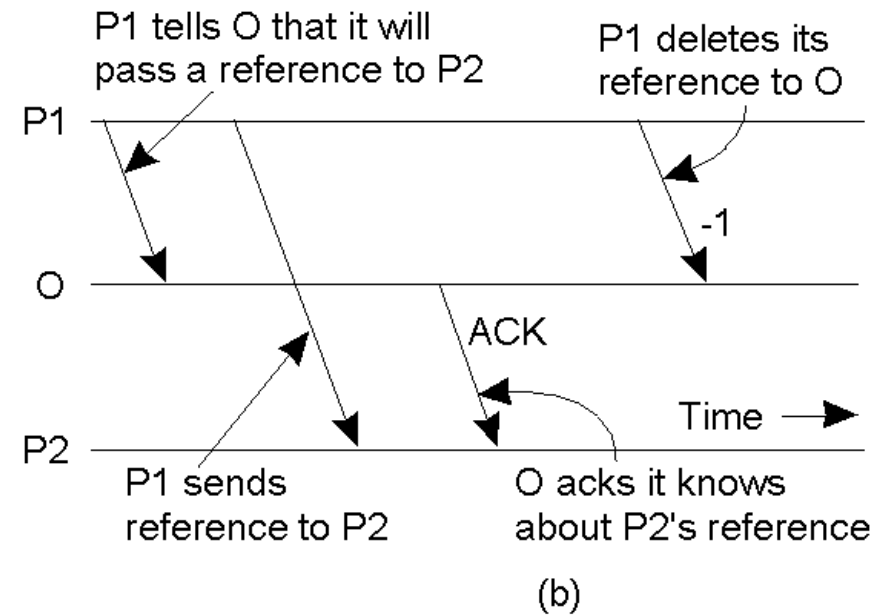 P1 tells O that it will
pass a reference to P2
P1 deletes its
reference to O
P1
-1
O
ACK
Time
P2
P1 sends
reference to P2
O acks it knows
about P2's reference
(b)